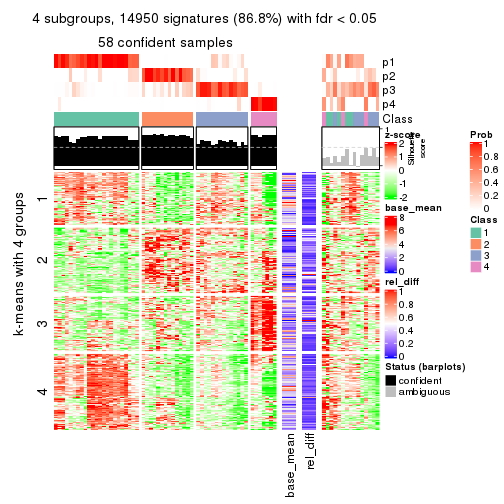 4 subgroups, 14950 signatures (86.8%) with fdr < 0.05
58 confident samples
p1
p2
p3
p4
Class
1
Silhouette score
k-means with 4 groups
1
2
3
4
base_mean
rel_diff
z-score
2
1
0
-1
-2
base_mean
8
6
4
2
0
rel_diff
1
0.8
0.6
0.4
0.2
0
Status (barplots)
confident
ambiguous
Prob
1
0.8
0.6
0.4
0.2
0
Class
1
2
3
4